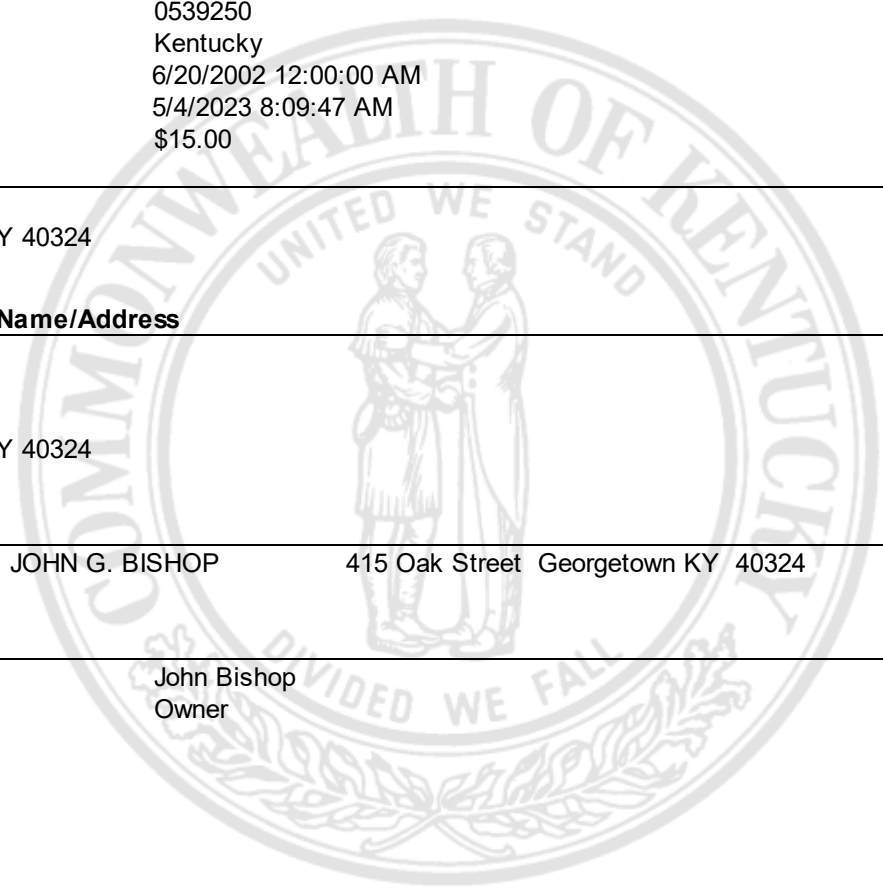 0539250
Kentucky
6/20/2002 12:00:00 AM
5/4/2023 8:09:47 AM
$15.00
COMMONWEALTH OF KENTUCKY
UNITED WE STAND
Y 40324
Name/Address
Y 40324
JOHN G. BISHOP 415 Oak Street Georgetown KY 40324
DIVIDED WE FALL
John Bishop
Owner